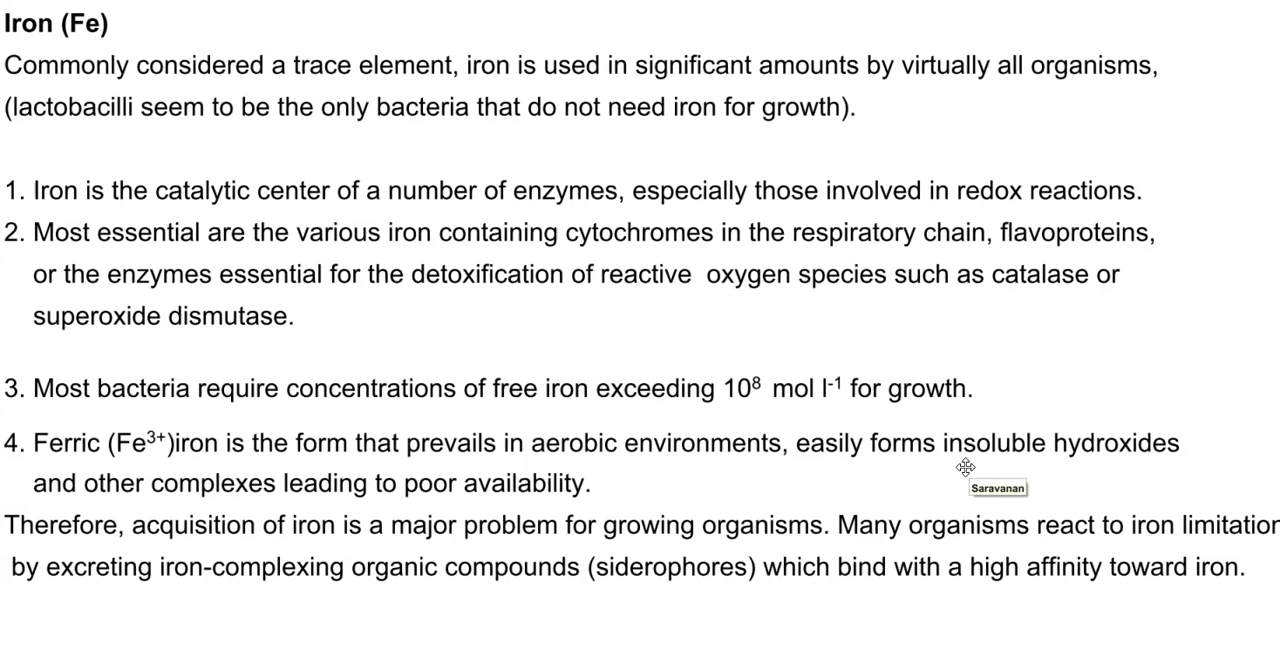 Iron (Fe)
Commonly considered a trace element, iron is used in significant amounts by virtually all organisms,
(lactobacilli seem to be the only bacteria that do not need iron for growth).
1. Iron is the catalytic center of a number of enzymes, especially those involved in redox reactions.
2. Most essential are the various iron containing cytochromes in the respiratory chain, flavoproteins,
or the enzymes essential for the detoxification of reactive oxygen species such as catalase or
superoxide dismutase.
3. Most bacteria require concentrations of free iron exceeding 10⁸ mol l⁻¹ for growth.
4. Ferric (Fe³⁺)iron is the form that prevails in aerobic environments, easily forms insoluble hydroxides
and other complexes leading to poor availability.
Saravanan
Therefore, acquisition of iron is a major problem for growing organisms. Many organisms react to iron limitation
by excreting iron-complexing organic compounds (siderophores) which bind with a high affinity toward iron.